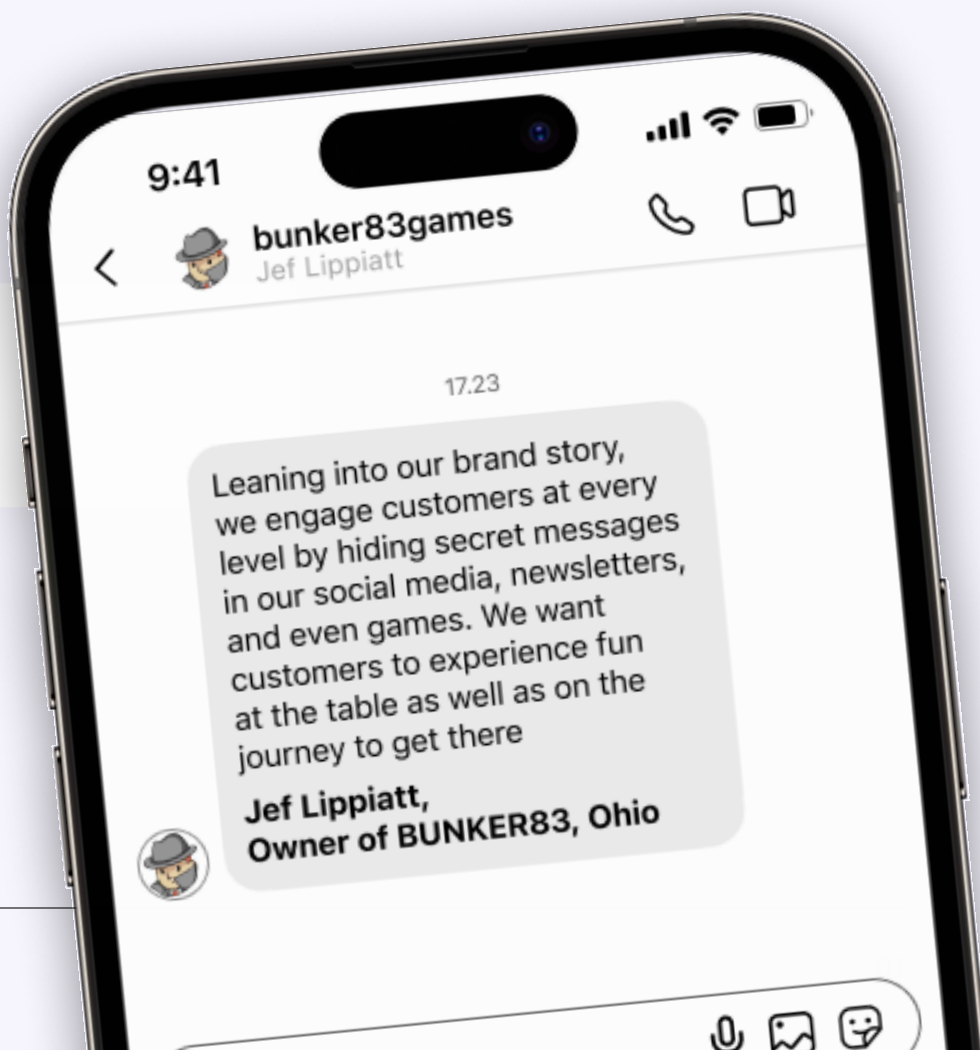 9:41
bunker83games
Jef Lippiatt
17.23
Leaning into our brand story,
we engage customers at every
level by hiding secret messages
in our social media, newsletters,
and even games. We want
customers to experience fun
at the table as well as on the
journey to get there
Jef Lippiatt,
Owner of BUNKER83, Ohio